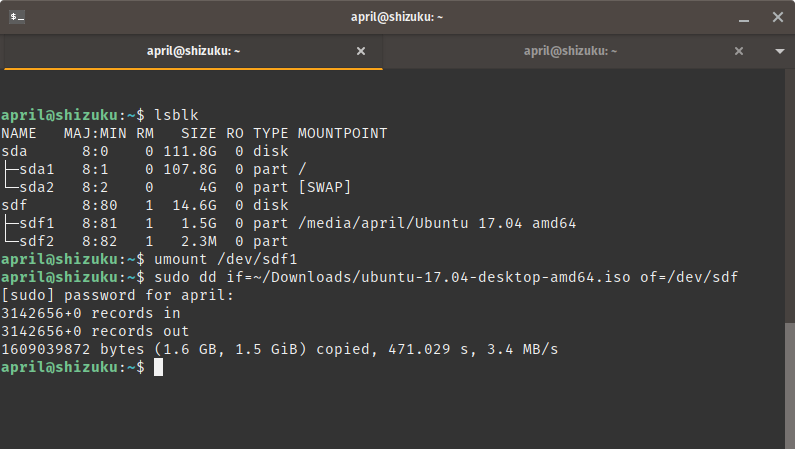 april@shizuku: ~
april@shizuku: ~ april@shizuku: ~
april@shizuku:~$ lsblk
NAME   MAJ:MIN RM   SIZE RO TYPE MOUNTPOINT
sda      8:0    0 111.8G  0 disk
├─sda1   8:1    0 107.8G  0 part /
└─sda2   8:2    0     4G  0 part [SWAP]
sdf      8:80   1  14.6G  0 disk
├─sdf1   8:81   1   1.5G  0 part /media/april/Ubuntu 17.04 amd64
└─sdf2   8:82   1   2.3M  0 part
april@shizuku:~$ umount /dev/sdf1
april@shizuku:~$ sudo dd if=~/Downloads/ubuntu-17.04-desktop-amd64.iso of=/dev/sdf
[sudo] password for april:
3142656+0 records in
3142656+0 records out
1609039872 bytes (1.6 GB, 1.5 GiB) copied, 471.029 s, 3.4 MB/s
april@shizuku:~$